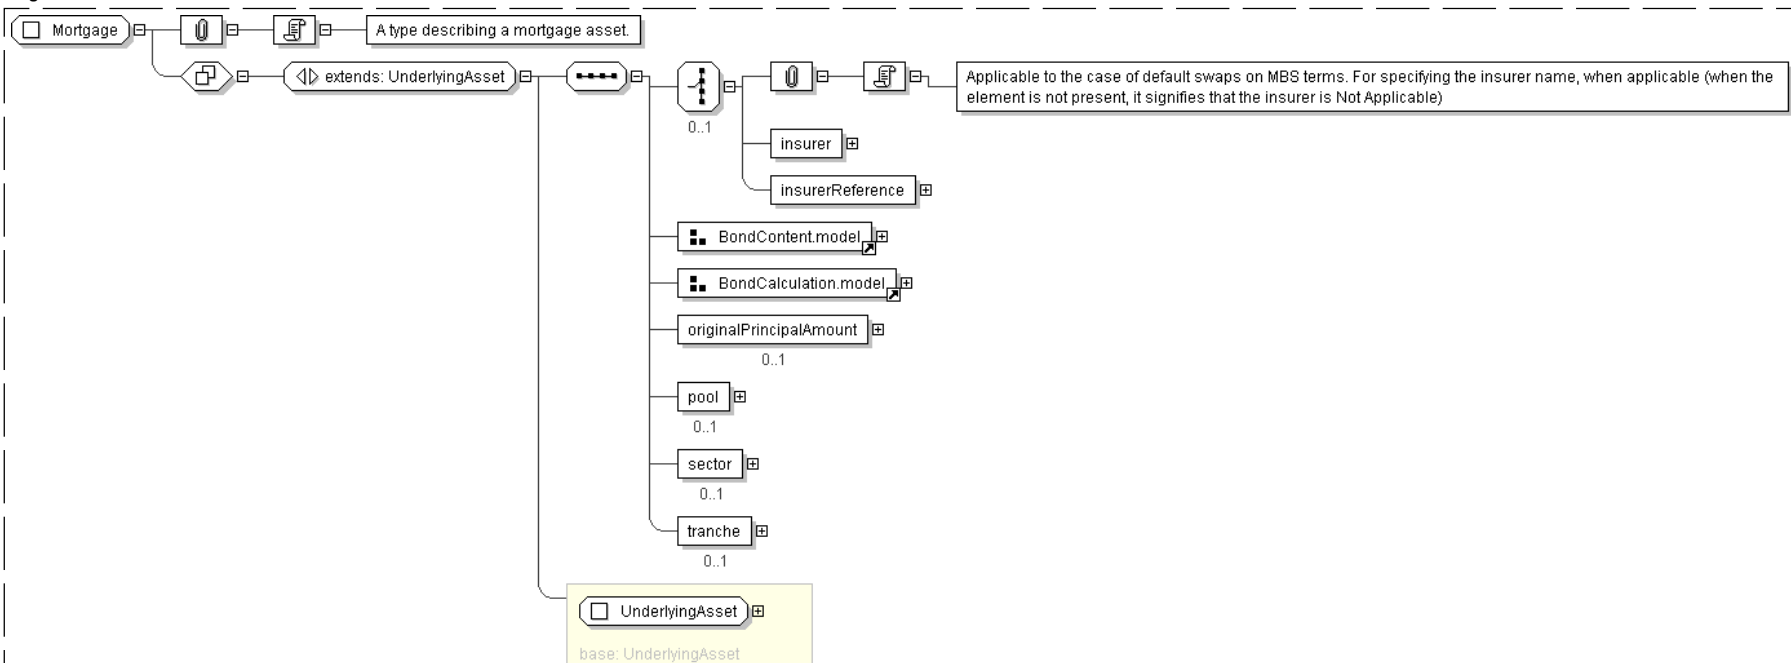 Mortgage
A type describing a mortgage asset.
extends: UnderlyingAsset
Applicable to the case of default swaps on MBS terms. For specifying the insurer name, when applicable (when the
element is not present, it signifies that the insurer is Not Applicable)
0..1
insurer
insurerReference
BondContent.model
BondCalculation.model
originalPrincipalAmount
0..1
pool
0..1
sector
0..1
tranche
0..1
UnderlyingAsset
base: UnderlyingAsset